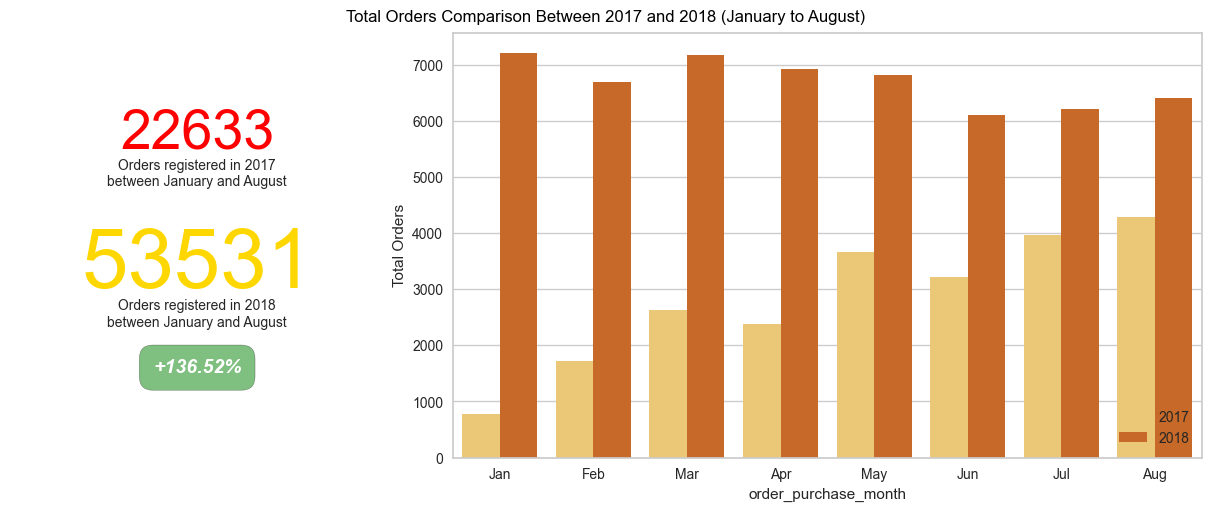 Total Orders Comparison Between 2017 and 2018 (January to August)
22633
Orders registered in 2017
between January and August
53531
Orders registered in 2018
between January and August
+136.52%
Total Orders
7000
6000
5000
4000
3000
2000
1000
0
Jan Feb Mar Apr May Jun Jul Aug
order_purchase_month
2017
2018